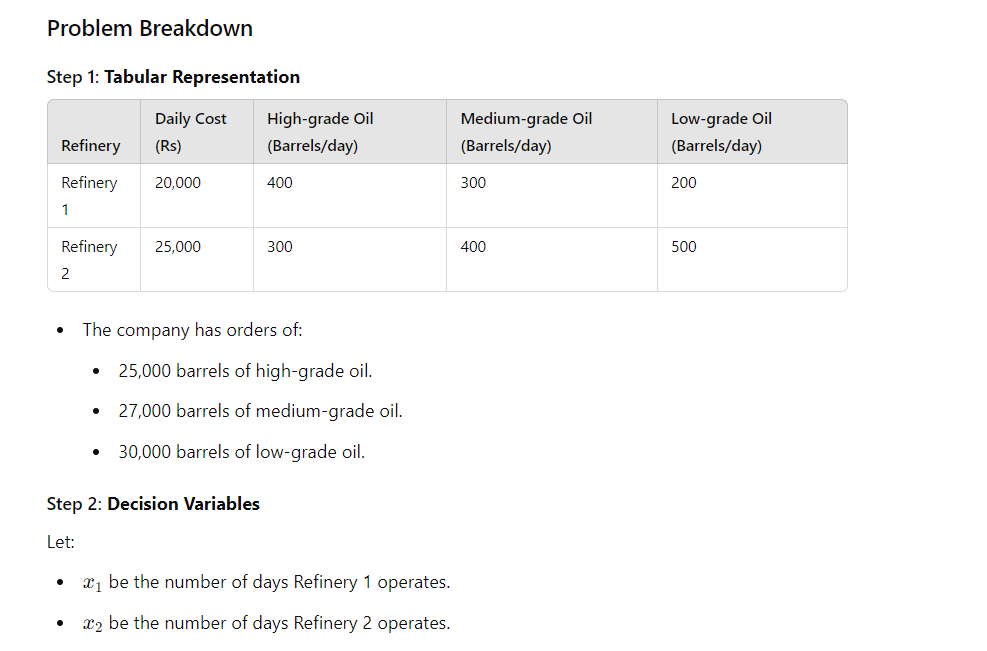 Problem Breakdown
Step 1: Tabular Representation
Refinery Daily Cost (Rs) High-grade Oil (Barrels/day) Medium-grade Oil (Barrels/day) Low-grade Oil (Barrels/day)
Refinery 1 20,000 400 300 200
Refinery 2 25,000 300 400 500
• The company has orders of:
• 25,000 barrels of high-grade oil.
• 27,000 barrels of medium-grade oil.
• 30,000 barrels of low-grade oil.
Step 2: Decision Variables
Let:
• x₁ be the number of days Refinery 1 operates.
• x₂ be the number of days Refinery 2 operates.